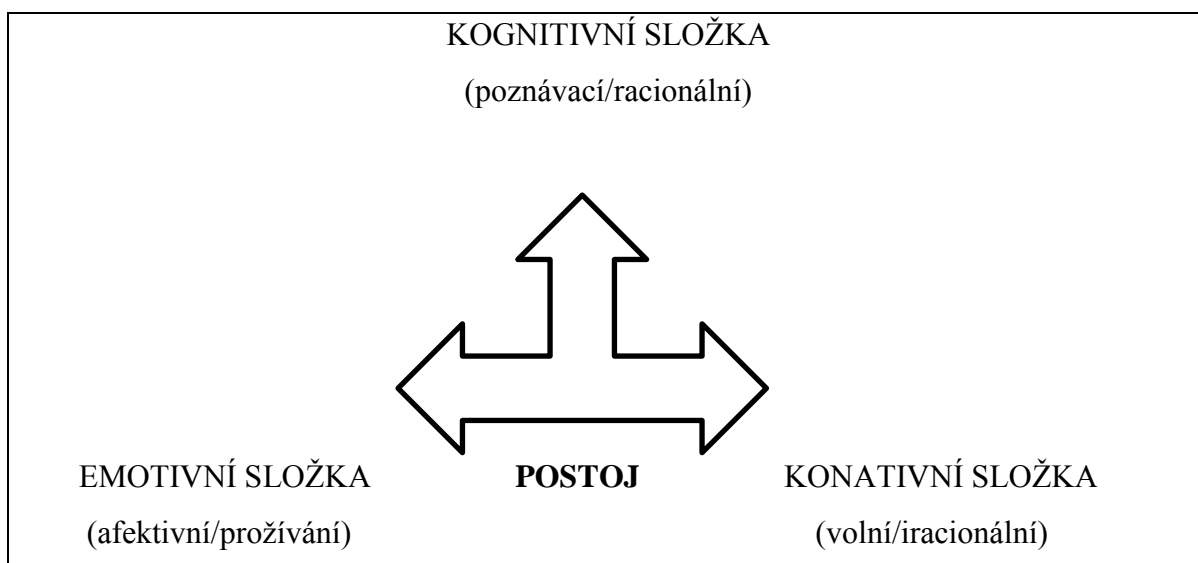 KOGNITIVNÍ SLOŽKA
(poznávací/racionální)
EMOTIVNÍ SLOŽKA POSTOJ KONATIVNÍ SLOŽKA
(afektivní/prožívání) (volní/iracionální)